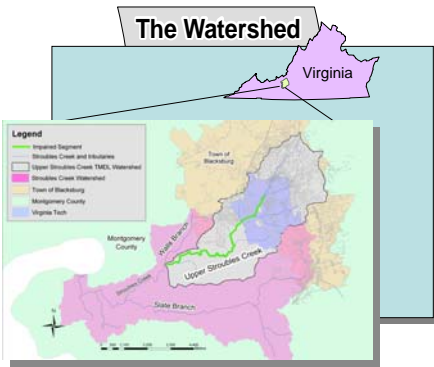 The Watershed
Virginia
Legend
Impaired Segment
Stroubles Creek and tributaries
Upper Stroubles Creek TMDL Watershed
Stroubles Creek Watershed
Town of Blacksburg
Montgomery County
Virginia Tech
Town of
Blacksburg
Montgomery
County
Walls Branch
Upper Stroubles Creek
Stroubles Creek
Slate Branch
N